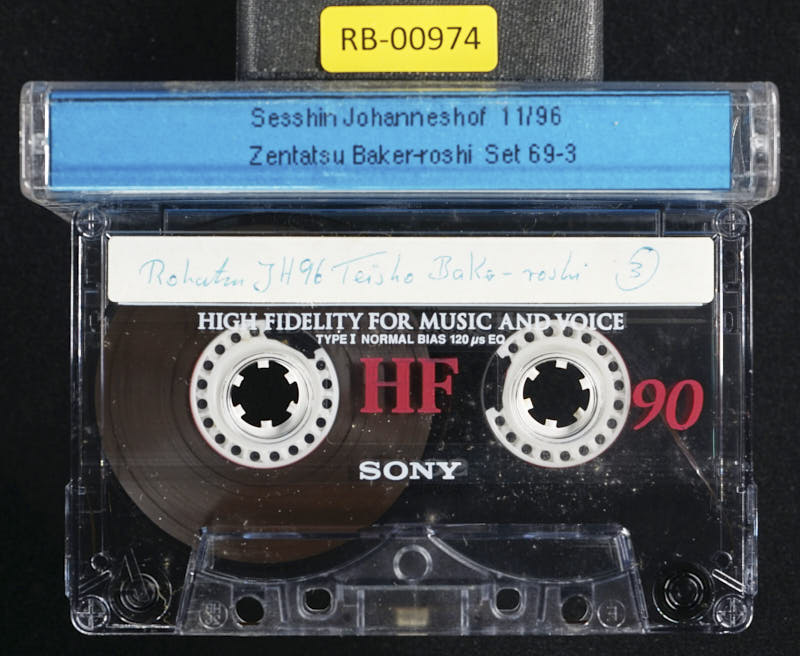 RB-00974
Sesshin Johanneshof 11/96
Zentatsu Baker-roshi Set 69-3
Rohatsu JH96 Teisho Baker-roshi 3
HIGH FIDELITY FOR MUSIC AND VOICE
TYPE I NORMAL BIAS 120 µs EQ
HF
90
SONY